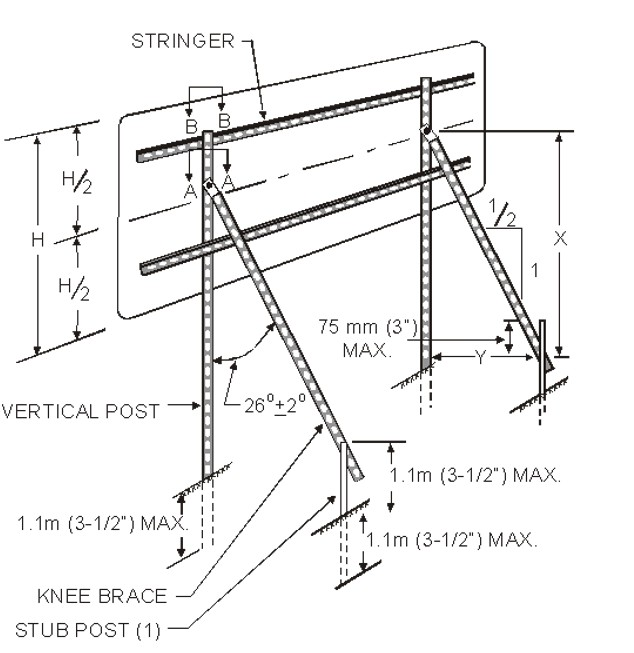 STRINGER
B
B
A
A
H/2
H
H/2
1/2
1
X
75 mm (3")
MAX.
Y
26°±2°
VERTICAL POST
1.1m (3-1/2") MAX.
1.1m (3-1/2") MAX.
1.1m (3-1/2") MAX.
KNEE BRACE
STUB POST (1)